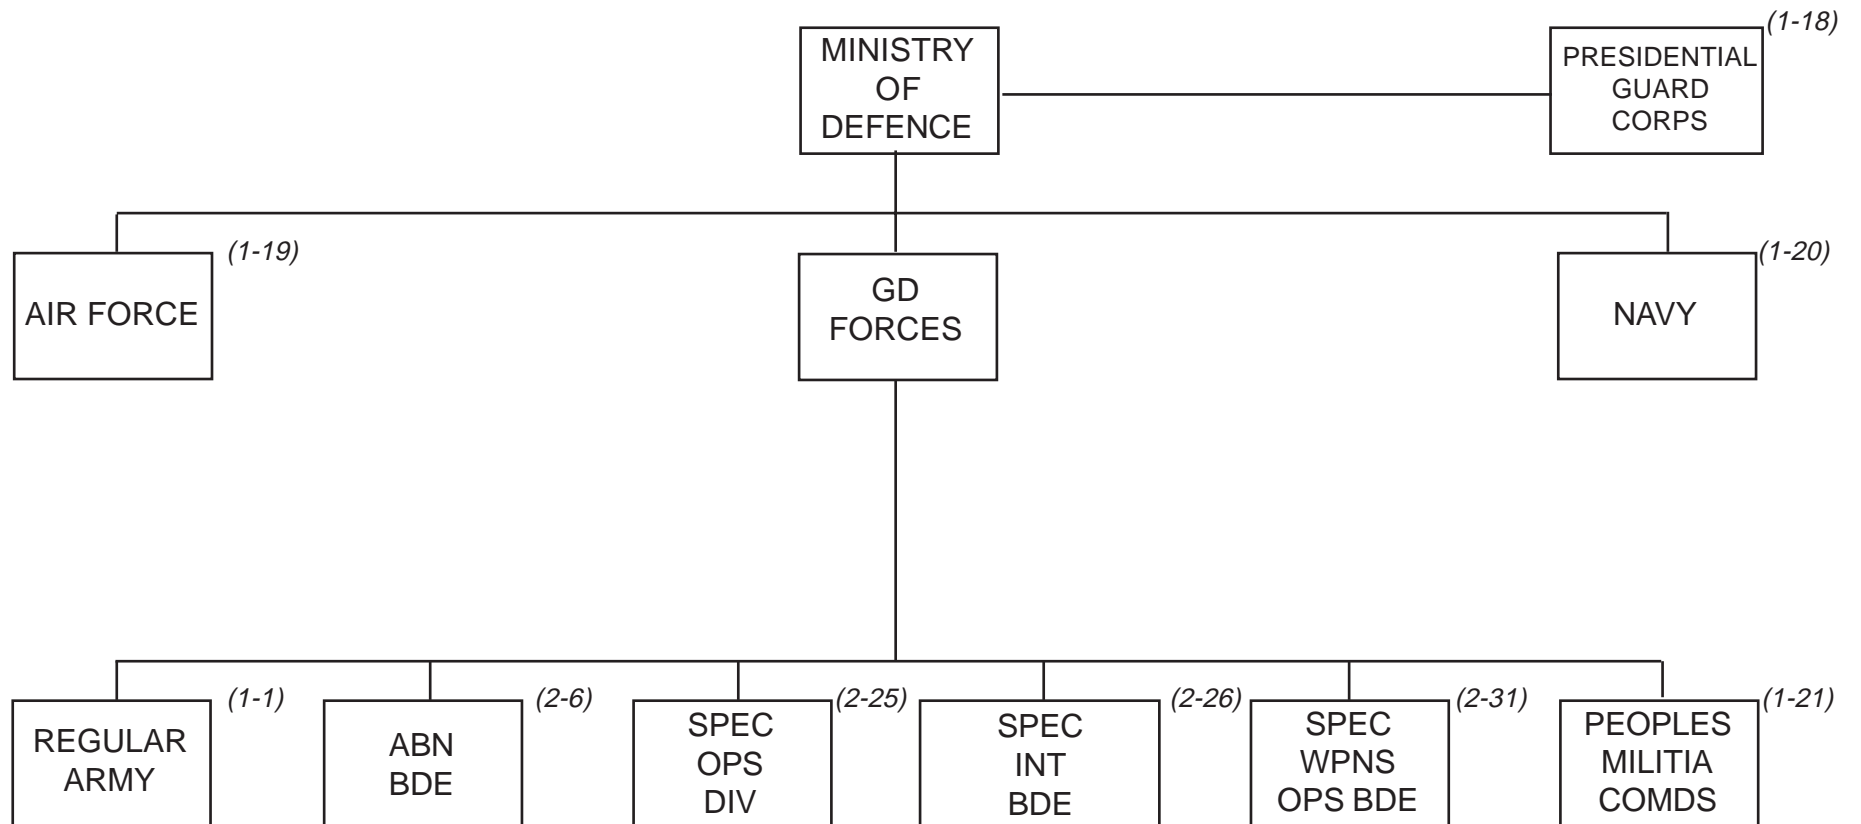 MINISTRY
OF
DEFENCE
(1-18)
PRESIDENTIAL
GUARD
CORPS
(1-19)
AIR FORCE
GD
FORCES
(1-20)
NAVY
(1-1)
REGULAR
ARMY
(2-6)
ABN
BDE
(2-25)
SPEC
OPS
DIV
(2-26)
SPEC
INT
BDE
(2-31)
SPEC
WPNS
OPS BDE
(1-21)
PEOPLES
MILITIA
COMDS